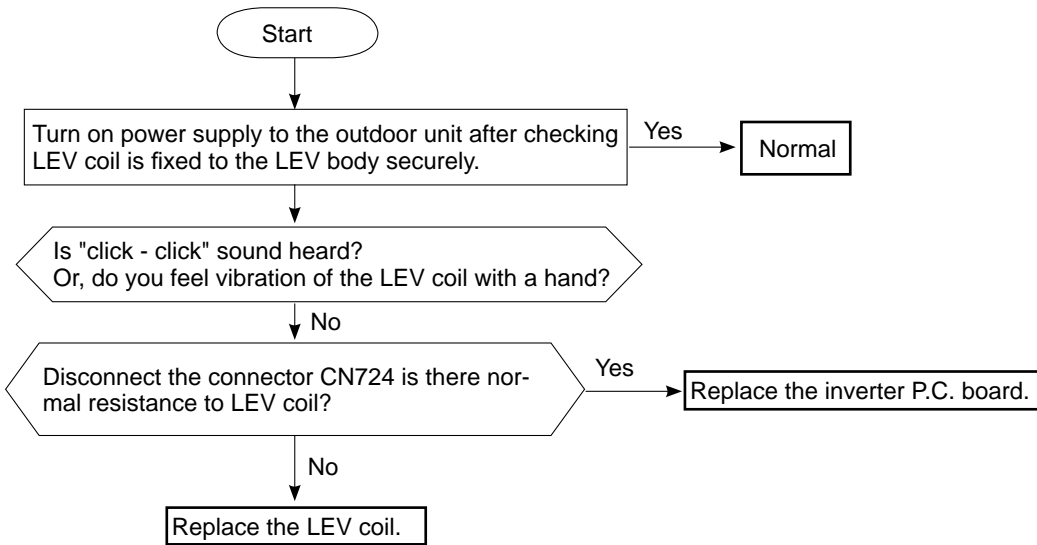 Start
Turn on power supply to the outdoor unit after checking
LEV coil is fixed to the LEV body securely.
Yes
Normal
Is "click - click" sound heard?
Or, do you feel vibration of the LEV coil with a hand?
No
Disconnect the connector CN724 is there nor-
mal resistance to LEV coil?
Yes
Replace the inverter P.C. board.
No
Replace the LEV coil.